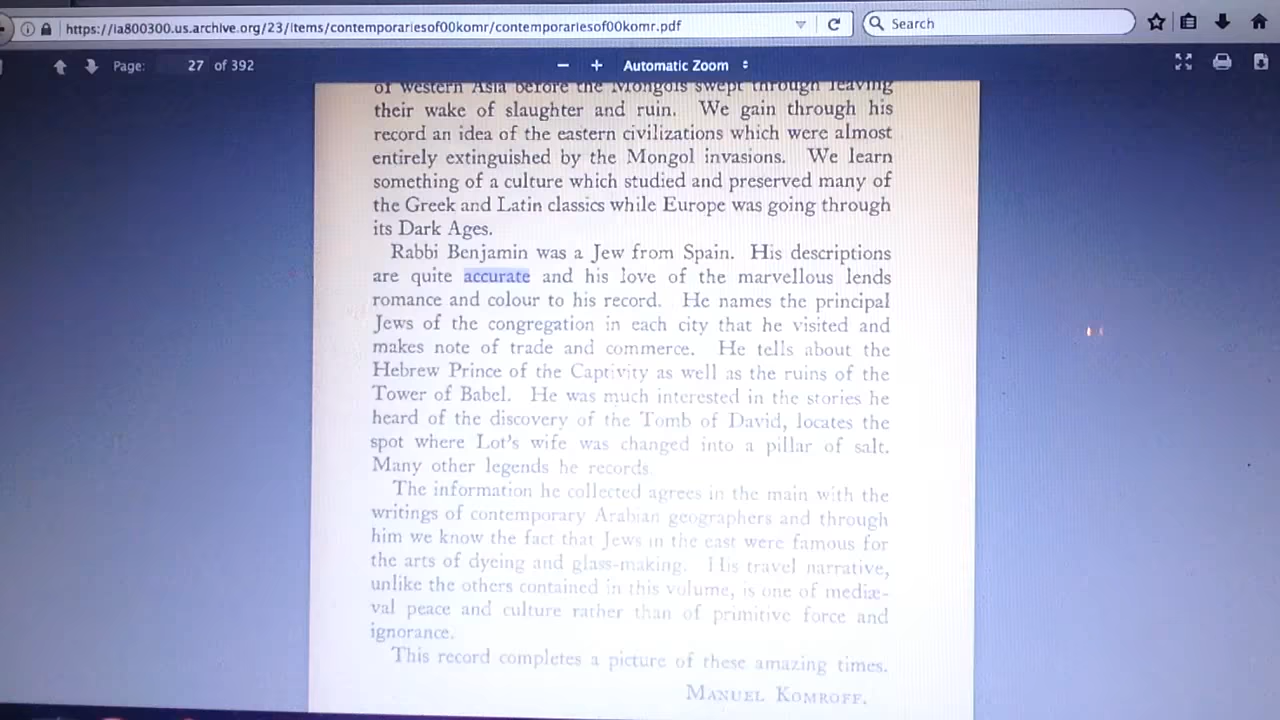 https://ia800300.us.archive.org/23/items/contemporariesof00komr/contemporariesof00komr.pdf
Search
Page: 27 of 392
Automatic Zoom
of western Asia before the Mongols swept through leaving
their wake of slaughter and ruin. We gain through his
record an idea of the eastern civilizations which were almost
entirely extinguished by the Mongol invasions. We learn
something of a culture which studied and preserved many of
the Greek and Latin classics while Europe was going through
its Dark Ages.
Rabbi Benjamin was a Jew from Spain. His descriptions
are quite accurate and his love of the marvellous lends
romance and colour to his record. He names the principal
Jews of the congregation in each city that he visited and
makes note of trade and commerce. He tells about the
Hebrew Prince of the Captivity as well as the ruins of the
Tower of Babel. He was much interested in the stories he
heard of the discovery of the Tomb of David, locates the
spot where Lot's wife was changed into a pillar of salt.
Many other legends he records.
The information he collected agrees in the main with the
writings of contemporary Arabian geographers and through
him we know the fact that Jews in the east were famous for
the arts of dyeing and glass-making. His travel narrative,
unlike the others contained in this volume, is one of mediæ-
val peace and culture rather than of primitive force and
ignorance.
This record completes a picture of these amazing times.
MANUEL KOMROFF.